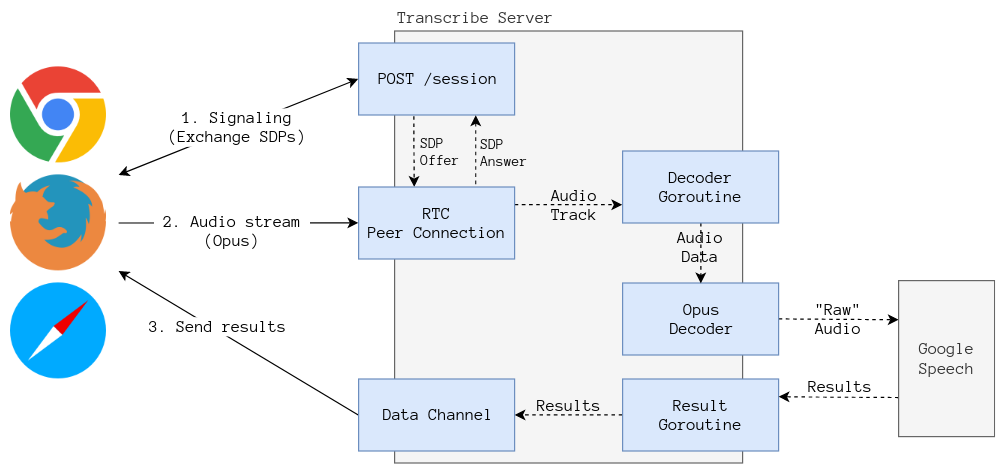 Transcribe Server
POST /session
1. Signaling
(Exchange SDPs)
SDP
Offer
SDP
Answer
Decoder
Goroutine
Audio
Track
RTC
Peer Connection
2. Audio stream
(Opus)
Audio
Data
Opus
Decoder
"Raw"
Audio
Google
Speech
3. Send results
Results
Result
Goroutine
Results
Data Channel